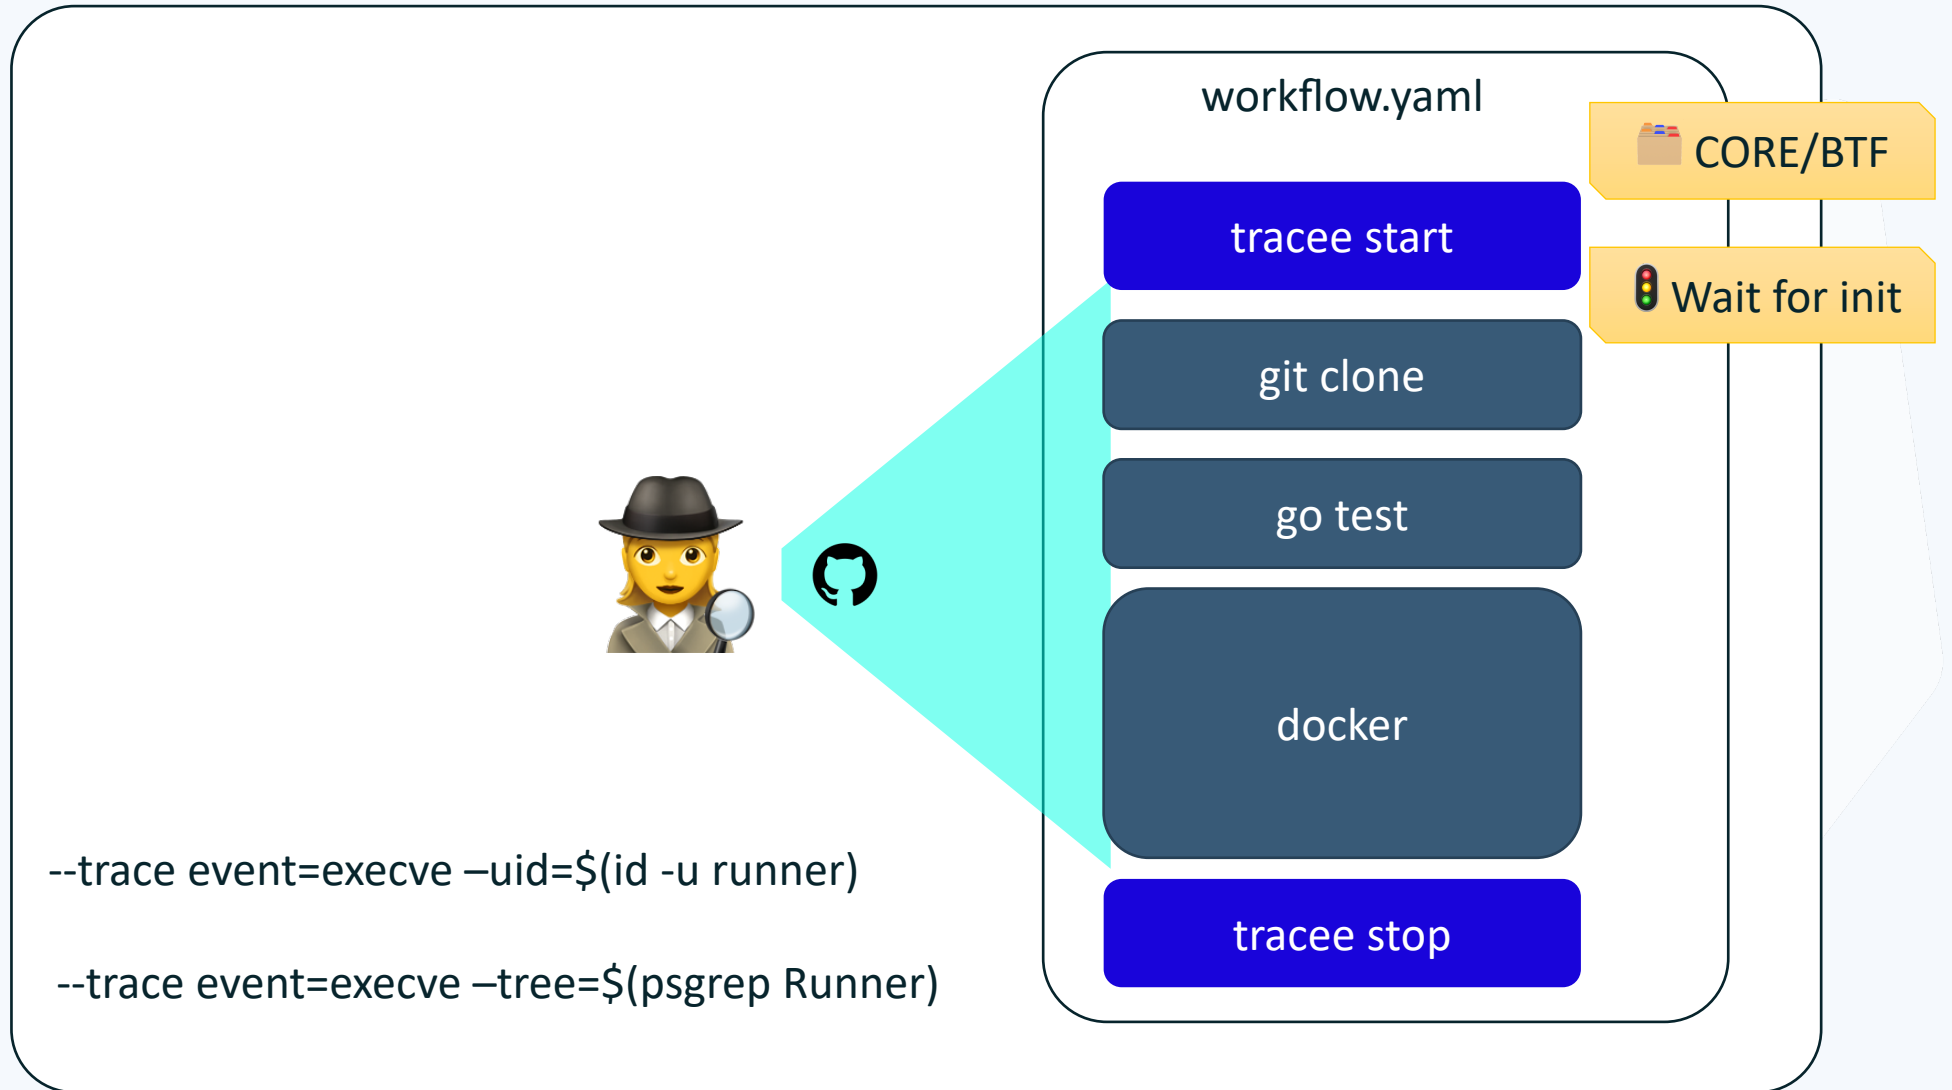 workflow.yaml
CORE/BTF
tracee start
Wait for init
git clone
go test
docker
--trace event=execve –uid=$(id -u runner)
tracee stop
--trace event=execve –tree=$(psgrep Runner)